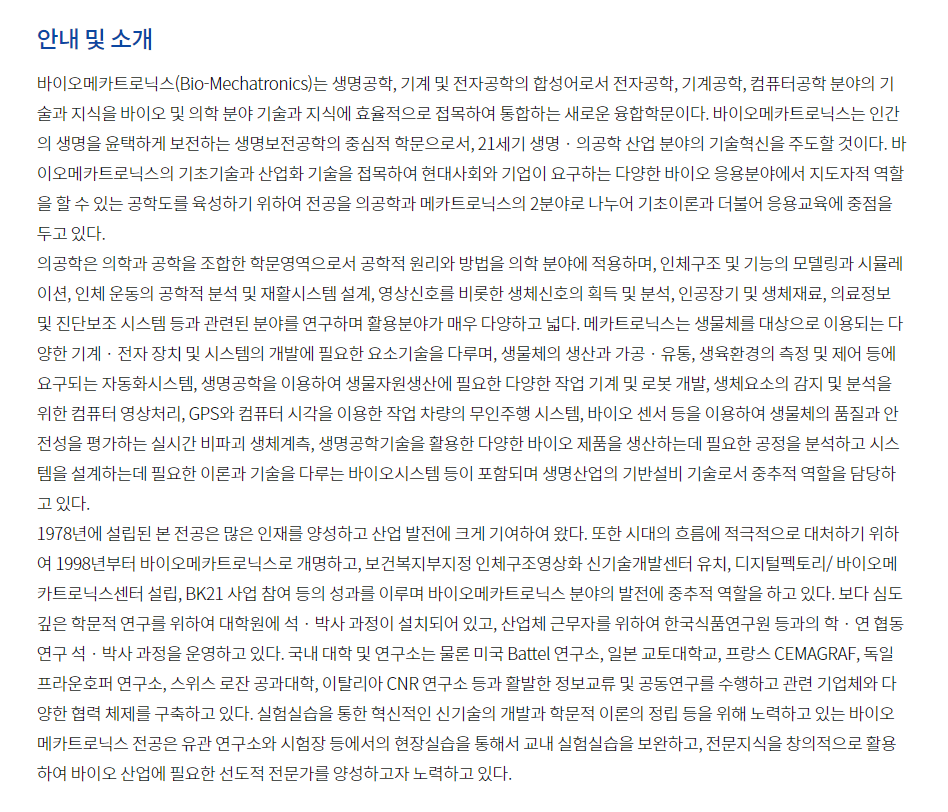 안내 및 소개
바이오메카트로닉스(Bio-Mechatronics)는 생명공학, 기계 및 전자공학의 합성어로서 전자공학, 기계공학, 컴퓨터공학 분야의 기
술과 지식을 바이오 및 의학 분야 기술과 지식에 효율적으로 접목하여 통합하는 새로운 융합학문이다. 바이오메카트로닉스는 인간
의 생명을 윤택하게 보전하는 생명보전공학의 중심적 학문으로서, 21세기 생명ㆍ의공학 산업 분야의 기술혁신을 주도할 것이다. 바
이오메카트로닉스의 기초기술과 산업화 기술을 접목하여 현대사회와 기업이 요구하는 다양한 바이오 응용분야에서 지도자적 역할
을 할 수 있는 공학도를 육성하기 위하여 전공을 의공학과 메카트로닉스의 2분야로 나누어 기초이론과 더불어 응용교육에 중점을
두고 있다.
의공학은 의학과 공학을 조합한 학문영역으로서 공학적 원리와 방법을 의학 분야에 적용하며, 인체구조 및 기능의 모델링과 시뮬레
이션, 인체 운동의 공학적 분석 및 재활시스템 설계, 영상신호를 비롯한 생체신호의 획득 및 분석, 인공장기 및 생체재료, 의료정보
및 진단보조 시스템 등과 관련된 분야를 연구하며 활용분야가 매우 다양하고 넓다. 메카트로닉스는 생물체를 대상으로 이용되는 다
양한 기계ㆍ전자 장치 및 시스템의 개발에 필요한 요소기술을 다루며, 생물체의 생산과 가공ㆍ유통, 생육환경의 측정 및 제어 등에
요구되는 자동화시스템, 생명공학을 이용하여 생물자원생산에 필요한 다양한 작업 기계 및 로봇 개발, 생체요소의 감지 및 분석을
위한 컴퓨터 영상처리, GPS와 컴퓨터 시각을 이용한 작업 차량의 무인주행 시스템, 바이오 센서 등을 이용하여 생물체의 품질과 안
전성을 평가하는 실시간 비파괴 생체계측, 생명공학기술을 활용한 다양한 바이오 제품을 생산하는데 필요한 공정을 분석하고 시스
템을 설계하는데 필요한 이론과 기술을 다루는 바이오시스템 등이 포함되며 생명산업의 기반설비 기술로서 중추적 역할을 담당하
고 있다.
1978년에 설립된 본 전공은 많은 인재를 양성하고 산업 발전에 크게 기여하여 왔다. 또한 시대의 흐름에 적극적으로 대처하기 위하
여 1998년부터 바이오메카트로닉스로 개명하고, 보건복지부지정 인체구조영상화 신기술개발센터 유치, 디지털펙토리/ 바이오메
카트로닉스센터 설립, BK21 사업 참여 등의 성과를 이루며 바이오메카트로닉스 분야의 발전에 중추적 역할을 하고 있다. 보다 심도
깊은 학문적 연구를 위하여 대학원에 석ㆍ박사 과정이 설치되어 있고, 산업체 근무자를 위하여 한국식품연구원 등과의 학ㆍ연 협동
연구 석ㆍ박사 과정을 운영하고 있다. 국내 대학 및 연구소는 물론 미국 Battel 연구소, 일본 교토대학교, 프랑스 CEMAGRAF, 독일
프라운호퍼 연구소, 스위스 로잔 공과대학, 이탈리아 CNR 연구소 등과 활발한 정보교류 및 공동연구를 수행하고 관련 기업체와 다
양한 협력 체제를 구축하고 있다. 실험실습을 통한 혁신적인 신기술의 개발과 학문적 이론의 정립 등을 위해 노력하고 있는 바이오
메카트로닉스 전공은 유관 연구소와 시험장 등에서의 현장실습을 통해서 교내 실험실습을 보완하고, 전문지식을 창의적으로 활용
하여 바이오 산업에 필요한 선도적 전문가를 양성하고자 노력하고 있다.